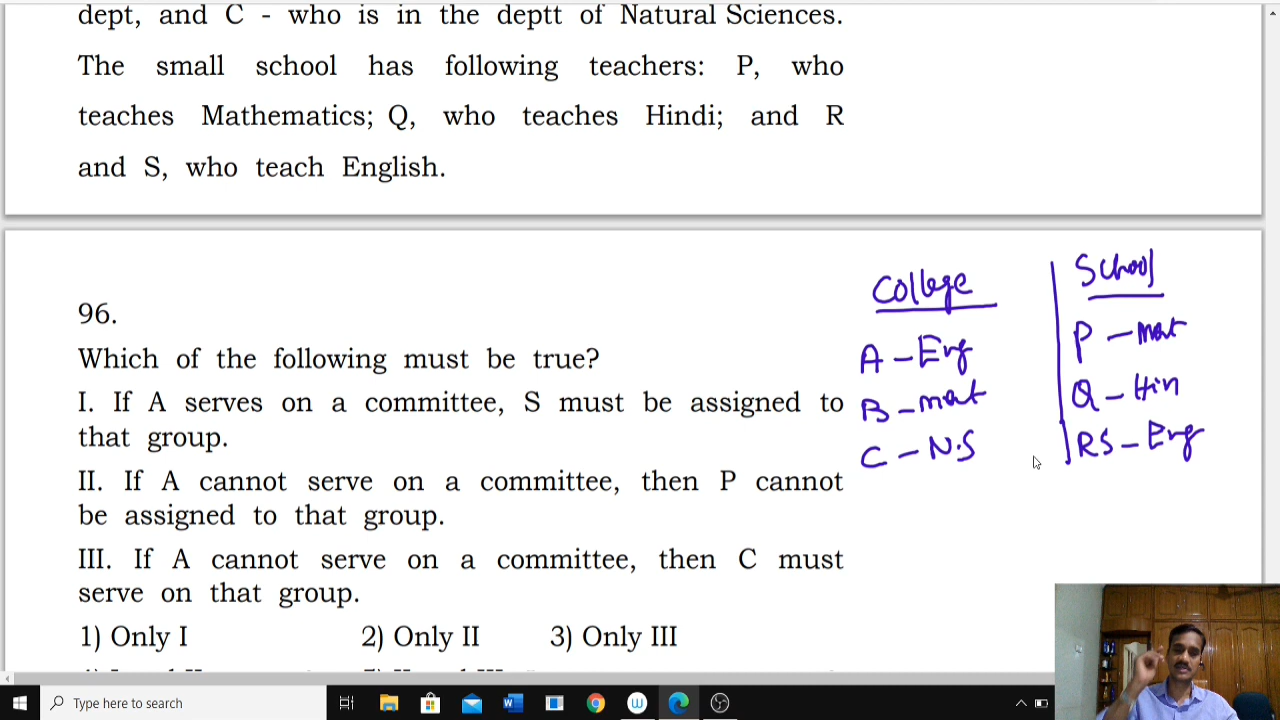 dept, and C - who is in the deptt of Natural Sciences.
The small school has following teachers: P, who
teaches Mathematics; Q, who teaches Hindi; and R
and S, who teach English.
96.
Which of the following must be true?
I. If A serves on a committee, S must be assigned to
that group.
II. If A cannot serve on a committee, then P cannot
be assigned to that group.
III. If A cannot serve on a committee, then C must
serve on that group.
1) Only I 2) Only II 3) Only III
College
A - Eng
B - mat
C - N.S
School
P - mat
Q - Hin
RS - Eng
Type here to search